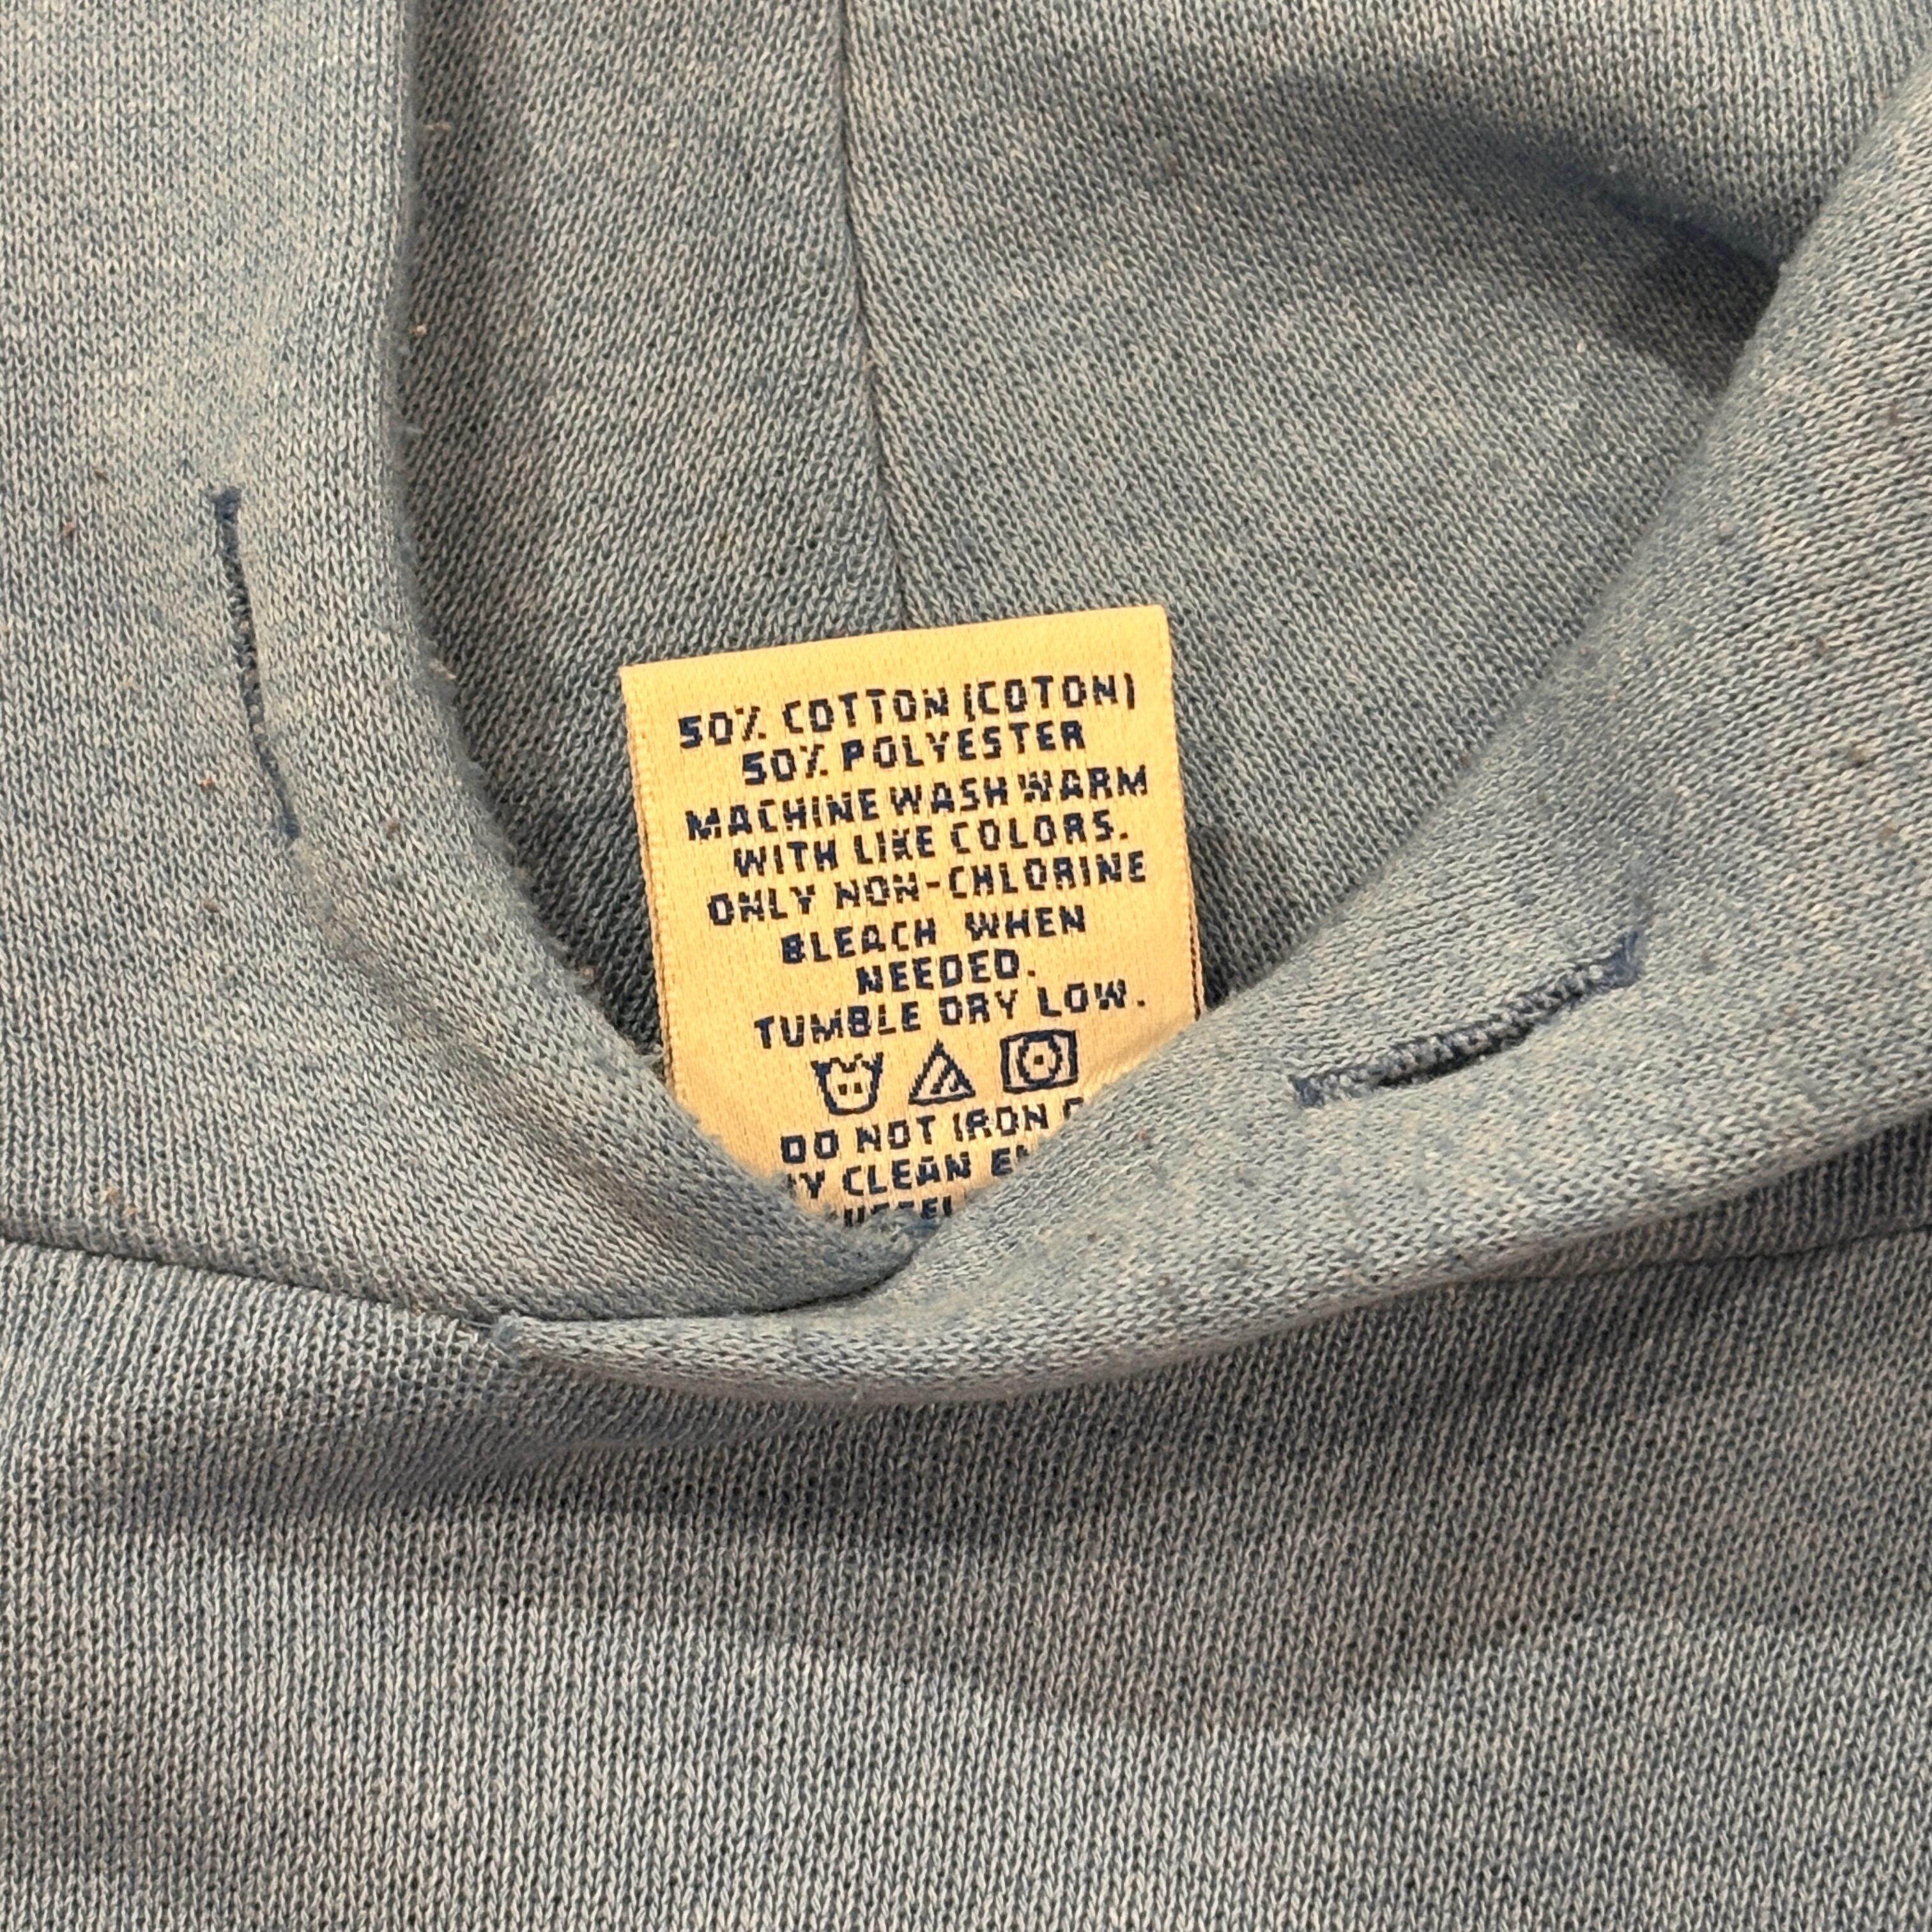 50% COTTON (COTON)
50% POLYESTER
MACHINE WASH WARM
WITH LIKE COLORS.
ONLY NON-CHLORINE
BLEACH WHEN
NEEDED.
TUMBLE DRY LOW.
DO NOT IRON
CLEAN